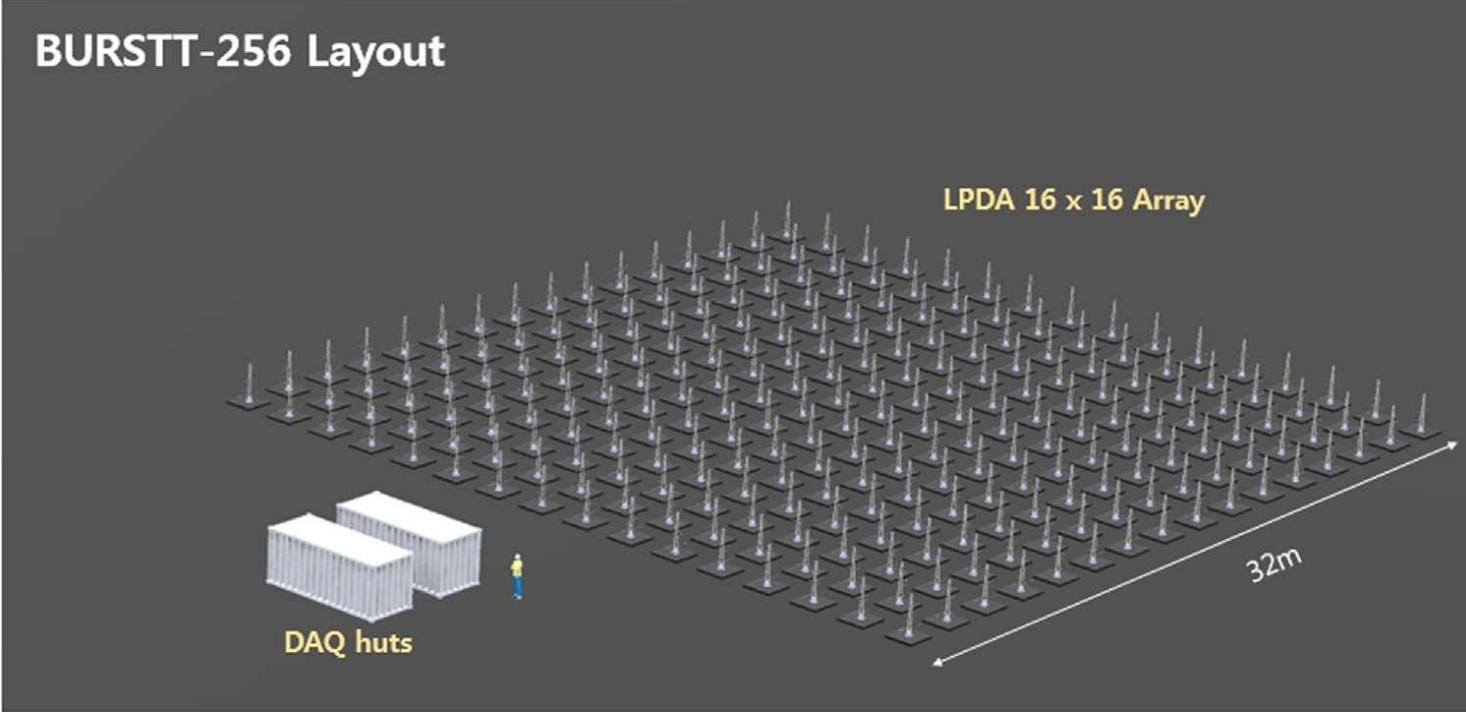 BURSTT-256 Layout
LPDA 16 x 16 Array
32m
DAQ huts